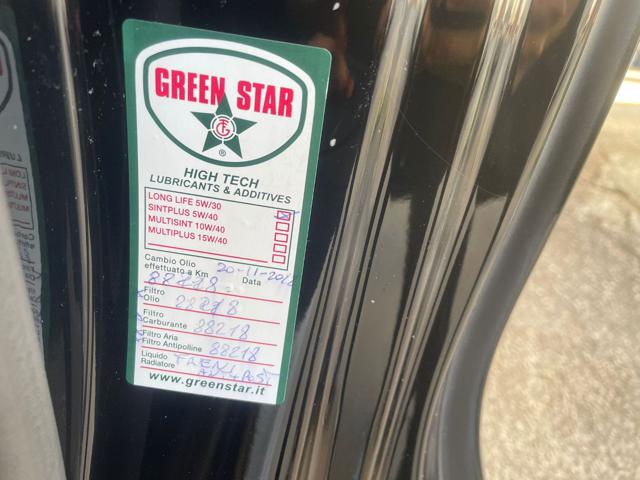 GREEN STAR
®
HIGH TECH
LUBRICANTS & ADDITIVES
LONG LIFE 5W/30
SINTPLUS 5W/40
MULTISINT 10W/40
MULTIPLUS 15W/40
Cambio Olio 20-11-20
effettuato a Km Data
88218
Filtro
Olio 88218
Filtro
Carburante 88218
Filtro Aria
Filtro Antipolline 88218
Liquido
Radiatore
www.greenstar.it